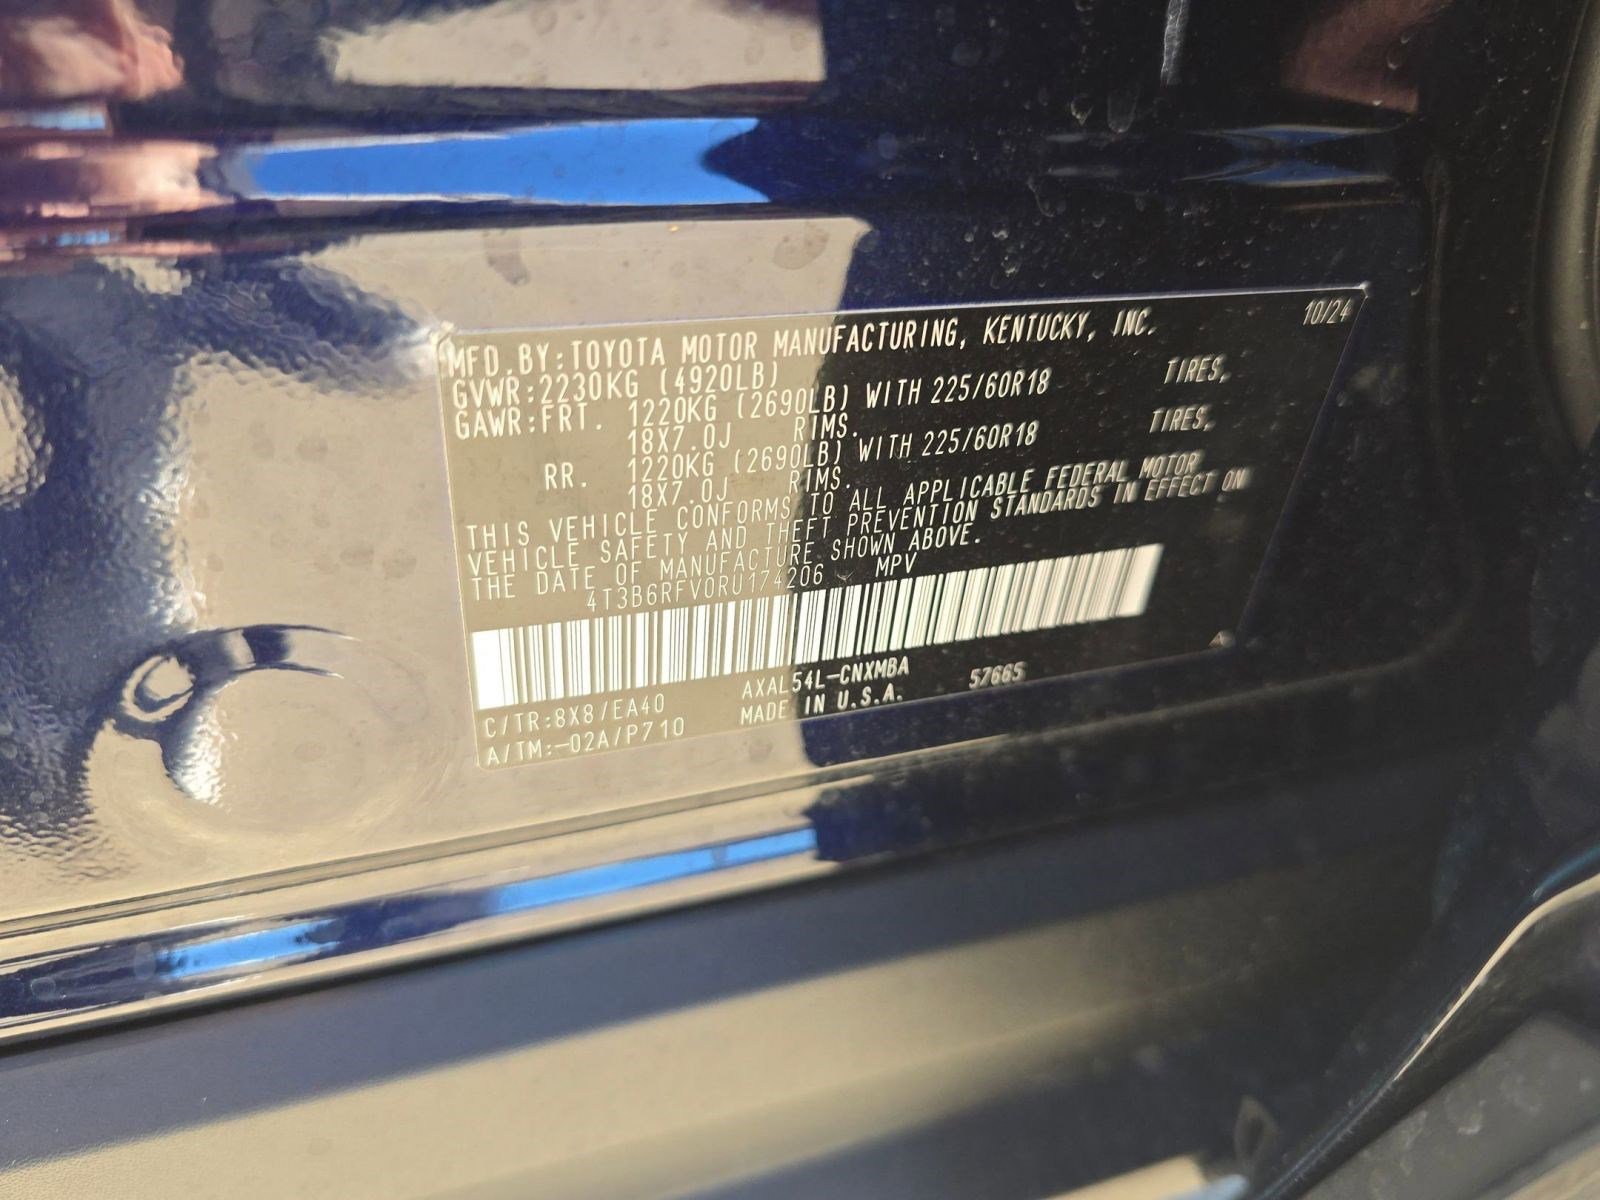 10/24
MFD.BY:TOYOTA MOTOR MANUFACTURING, KENTUCKY, INC.
GVWR:2230KG (4920LB)
GAWR:FRT. 1220KG (2690LB) WITH 225/60R18 TIRES,
18X7.0J RIMS.
RR. 1220KG (2690LB) WITH 225/60R18 TIRES,
18X7.0J RIMS.
THIS VEHICLE CONFORMS TO ALL APPLICABLE FEDERAL MOTOR
VEHICLE SAFETY AND THEFT PREVENTION STANDARDS IN EFFECT ON
THE DATE OF MANUFACTURE SHOWN ABOVE.
4T3B6RFV0RU174206 MPV
C/TR:8X8/EA40 AXAL54L-CNXMBA 57665
A/TM:-02A/P710 MADE IN U.S.A.